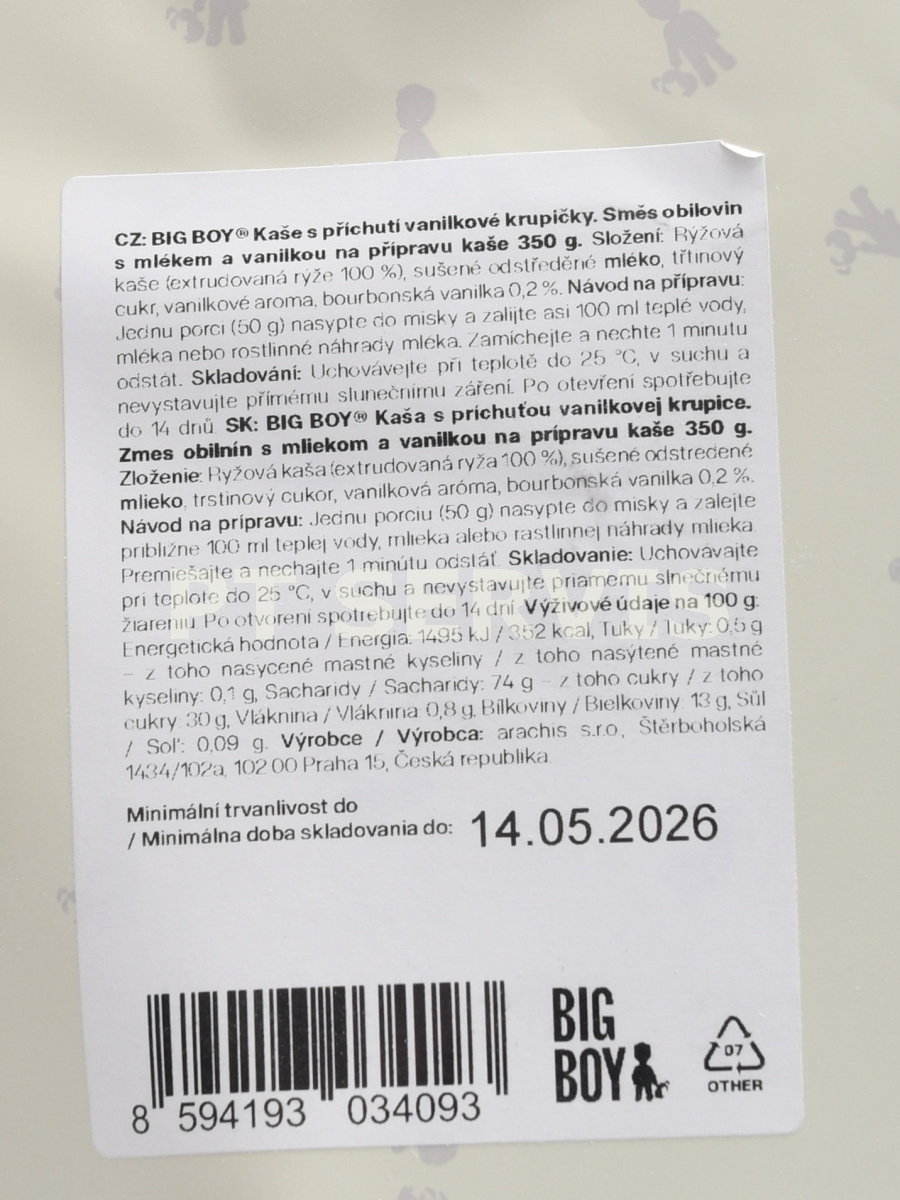 CZ: BIG BOY® Kaše s příchutí vanilkové krupičky. Směs obilovin
s mlékem a vanilkou na přípravu kaše 350 g. Složení: Rýžová
kaše (extrudovaná rýže 100 %), sušené odstředěné mléko, třtinový
cukr, vanilkové aroma, bourbonská vanilka 0,2 %. Návod na přípravu:
Jednu porci (50 g) nasypte do misky a zalijte asi 100 ml teplé vody,
mléka nebo rostlinné náhrady mléka. Zamíchejte a nechte 1 minutu
odstát. Skladování: Uchovávejte při teplotě do 25 °C, v suchu a
nevystavujte přímému slunečnímu záření. Po otevření spotřebujte
do 14 dnů. SK: BIG BOY® Kaša s príchuťou vanilkovej krupice.
Zmes obilnín s mliekom a vanilkou na prípravu kaše 350 g.
Zloženie: Ryžová kaša (extrudovaná ryža 100 %), sušené odstredené
mlieko, trstinový cukor, vanilková aróma, bourbonská vanilka 0,2 %.
Návod na prípravu: Jednu porciu (50 g) nasypte do misky a zalejte
približne 100 ml teplej vody, mlieka alebo rastlinnej náhrady mlieka.
Premiešajte a nechajte 1 minútu odstáť. Skladovanie: Uchovávajte
pri teplote do 25 °C, v suchu a nevystavujte priamemu slnečnému
žiareniu. Po otvorení spotrebujte do 14 dní. Výživové údaje na 100 g:
Energetická hodnota / Energia: 1495 kJ / 352 kcal, Tuky / Tuky: 0,5 g
– z toho nasycené mastné kyseliny / z toho nasýtené mastné
kyseliny: 0,1 g, Sacharidy / Sacharidy: 74 g – z toho cukry / z toho
cukry: 30 g, Vláknina / Vláknina: 0,8 g, Bílkoviny / Bielkoviny: 13 g, Sůl
/ Soľ: 0,09 g. Výrobce / Výrobca: arachis s.r.o., Štěrboholská
1434/102a, 102 00 Praha 15, Česká republika.
Minimální trvanlivost do
/ Minimálna doba skladovania do: 14.05.2026
8 594193 034093
BIG
BOY
07
OTHER